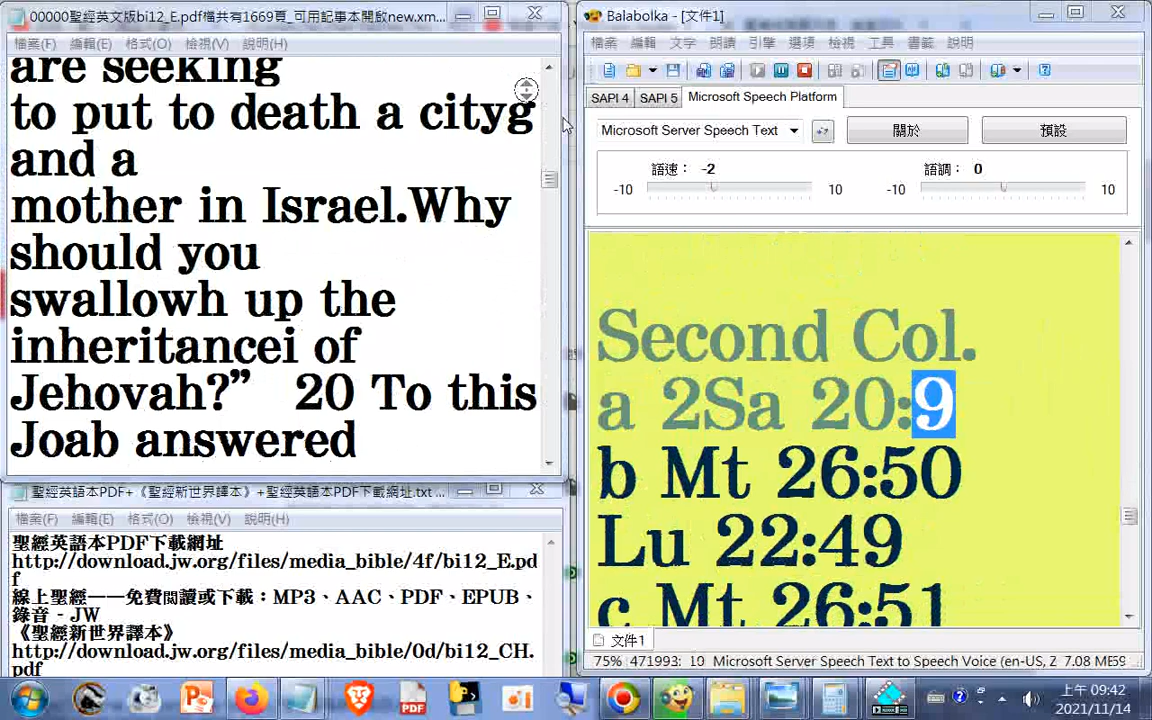 00000聖經英文版bi12_E.pdf檔共有1669頁_可用記事本開啟new.xm...
檔案(F) 編輯(E) 格式(O) 檢視(V) 說明(H)
are seeking
to put to death a cityg
and a
mother in Israel.Why
should you
swallowh up the
inheritancei of
Jehovah?” 20 To this
Joab answered
聖經英語本PDF+《聖經新世界譯本》+聖經英語本PDF下載網址.txt ...
檔案(F) 編輯(E) 格式(O) 檢視(V) 說明(H)
聖經英語本PDF下載網址
http://download.jw.org/files/media_bible/4f/bi12_E.pd
f
線上聖經——免費閱讀或下載：MP3、AAC、PDF、EPUB、
錄音 - JW
《聖經新世界譯本》
http://download.jw.org/files/media_bible/0d/bi12_CH.
pdf
Balabolka - [文件1]
檔案 編輯 文字 朗讀 引擎 選項 檢視 工具 書籤 說明
SAPI 4 SAPI 5 Microsoft Speech Platform
Microsoft Server Speech Text
關於
預設
語速： -2
語調： 0
-10 10 -10 10
Second Col.
a 2Sa 20:9
b Mt 26:50
Lu 22:49
c Mt 26:51
文件1
75% 471993: 10 Microsoft Server Speech Text to Speech Voice (en-US, Z 7.08 ME59
PDF
上午 09:42
2021/11/14